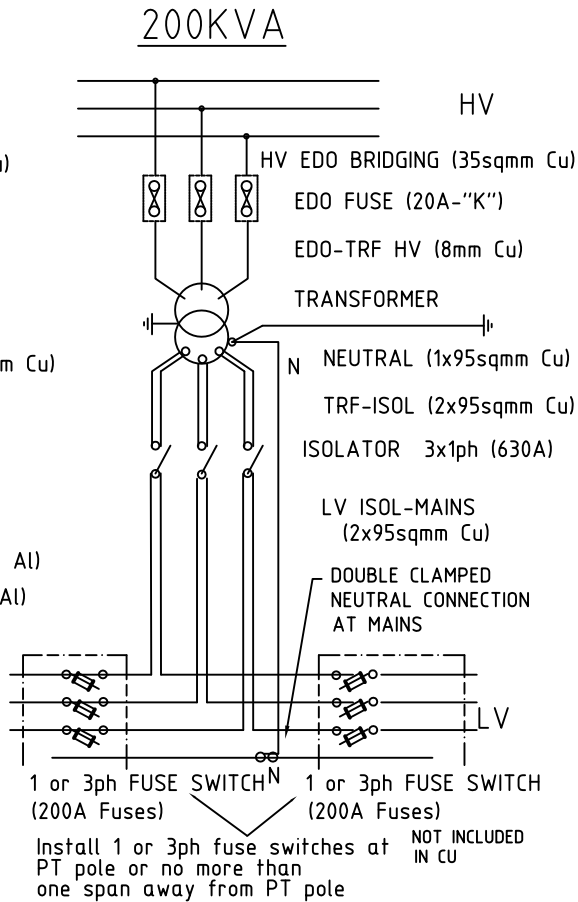 200KVA
HV
HV EDO BRIDGING (35sqmm Cu)
EDO FUSE (20A-"K")
EDO-TRF HV (8mm Cu)
TRANSFORMER
N
NEUTRAL (1x95sqmm Cu)
m Cu)
TRF-ISOL (2x95sqmm Cu)
ISOLATOR 3x1ph (630A)
LV ISOL-MAINS
(2x95sqmm Cu)
Al)
Al)
DOUBLE CLAMPED
NEUTRAL CONNECTION
AT MAINS
LV
N
1 or 3ph FUSE SWITCH
(200A Fuses)
1 or 3ph FUSE SWITCH
(200A Fuses)
Install 1 or 3ph fuse switches at
PT pole or no more than
one span away from PT pole
NOT INCLUDED
IN CU